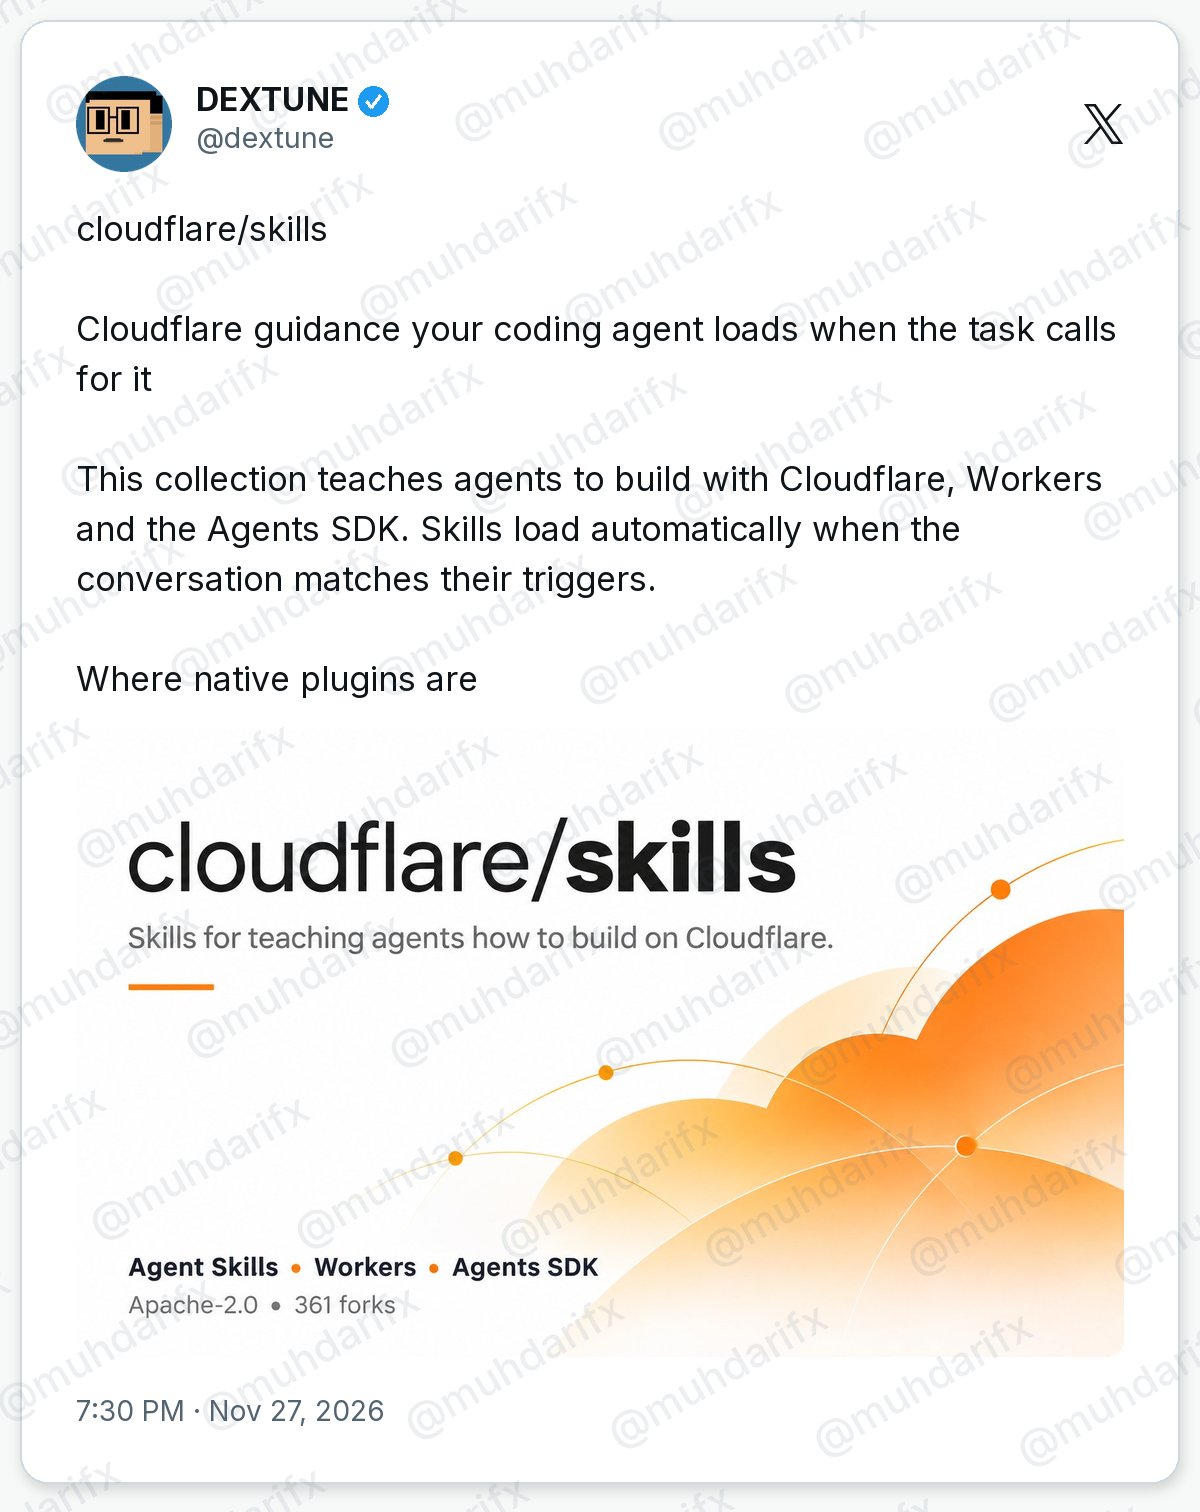 DEXTUNE
@dextune
cloudflare/skills
Cloudflare guidance your coding agent loads when the task calls
for it
This collection teaches agents to build with Cloudflare, Workers
and the Agents SDK. Skills load automatically when the
conversation matches their triggers.
Where native plugins are
cloudflare/skills
Skills for teaching agents how to build on Cloudflare.
Agent Skills • Workers • Agents SDK
Apache-2.0 • 361 forks
7:30 PM · Nov 27, 2026
@muhdarifx